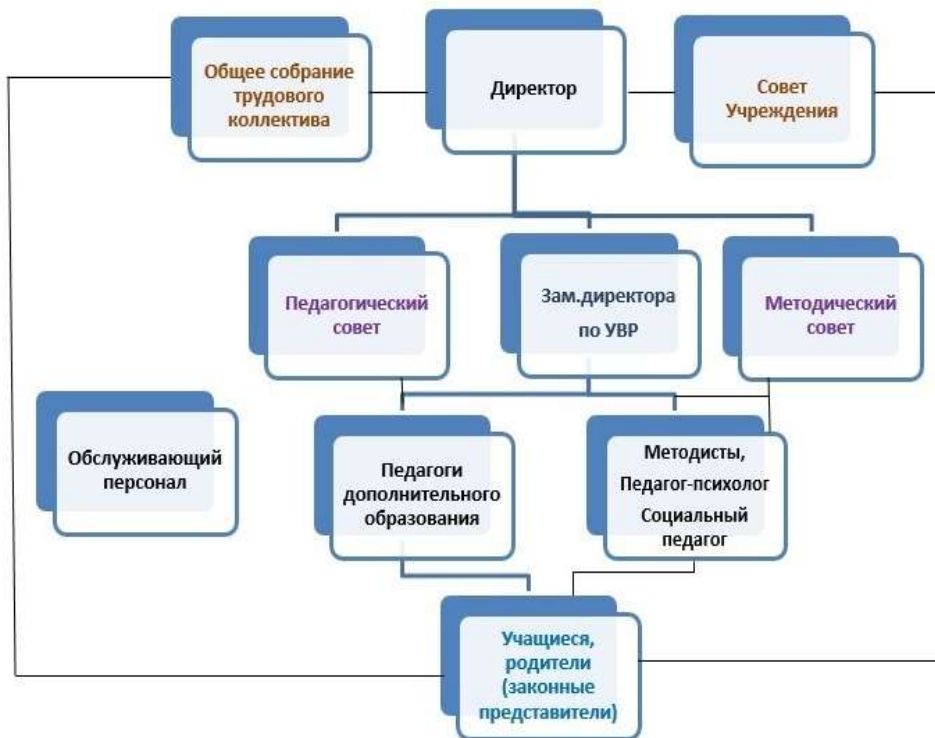 Общее собрание
трудового
коллектива
Директор
Совет
Учреждения
Педагогический
совет
Зам.директора
по УВР
Методический
совет
Обслуживающий
персонал
Педагоги
дополнительного
образования
Методисты,
Педагог-психолог
Социальный
педагог
Учащиеся,
родители
(законные
представители)